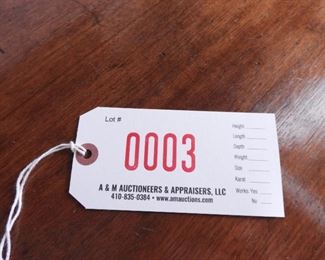 Lot #
0003
A & M AUCTIONEERS & APPRAISERS, LLC
410-835-0384 • www.amauctions.com
Height
Length
Depth
Weight
Size
Karat
Works: Yes
No